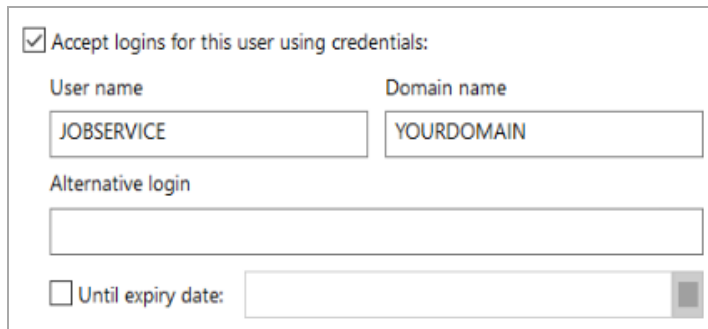 Accept logins for this user using credentials:
User name Domain name
JOBSERVICE YOURDOMAIN
Alternative login
Until expiry date: